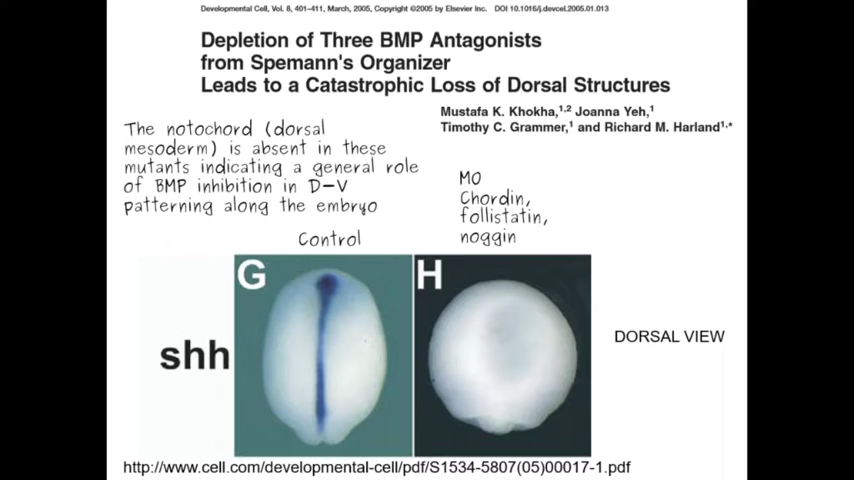 Developmental Cell, Vol. 8, 401–411, March, 2005, Copyright ©2005 by Elsevier Inc. DOI 10.1016/j.devcel.2005.01.013
Depletion of Three BMP Antagonists
from Spemann's Organizer
Leads to a Catastrophic Loss of Dorsal Structures
Mustafa K. Khokha,1,2 Joanna Yeh,1
Timothy C. Grammer,1 and Richard M. Harland1,*
The notochord (dorsal
mesoderm) is absent in these
mutants indicating a general role
of BMP inhibition in D-V
patterning along the embryo
MO
Chordin,
follistatin,
noggin
Control
G
H
shh
DORSAL VIEW
http://www.cell.com/developmental-cell/pdf/S1534-5807(05)00017-1.pdf